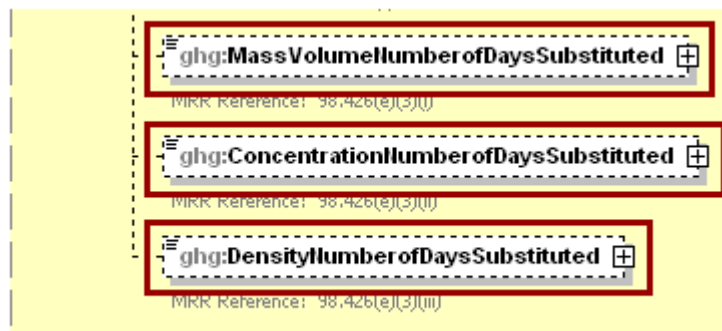 ghg:MassVolumeNumberofDaysSubstituted
MRR Reference: 98.426(e)(3)(i)
ghg:ConcentrationNumberofDaysSubstituted
MRR Reference: 98.426(e)(3)(ii)
ghg:DensityNumberofDaysSubstituted
MRR Reference: 98.426(e)(3)(iii)